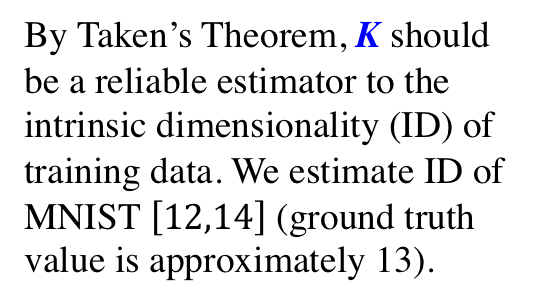 By Taken's Theorem, K should
be a reliable estimator to the
intrinsic dimensionality (ID) of
training data. We estimate ID of
MNIST [12,14] (ground truth
value is approximately 13).